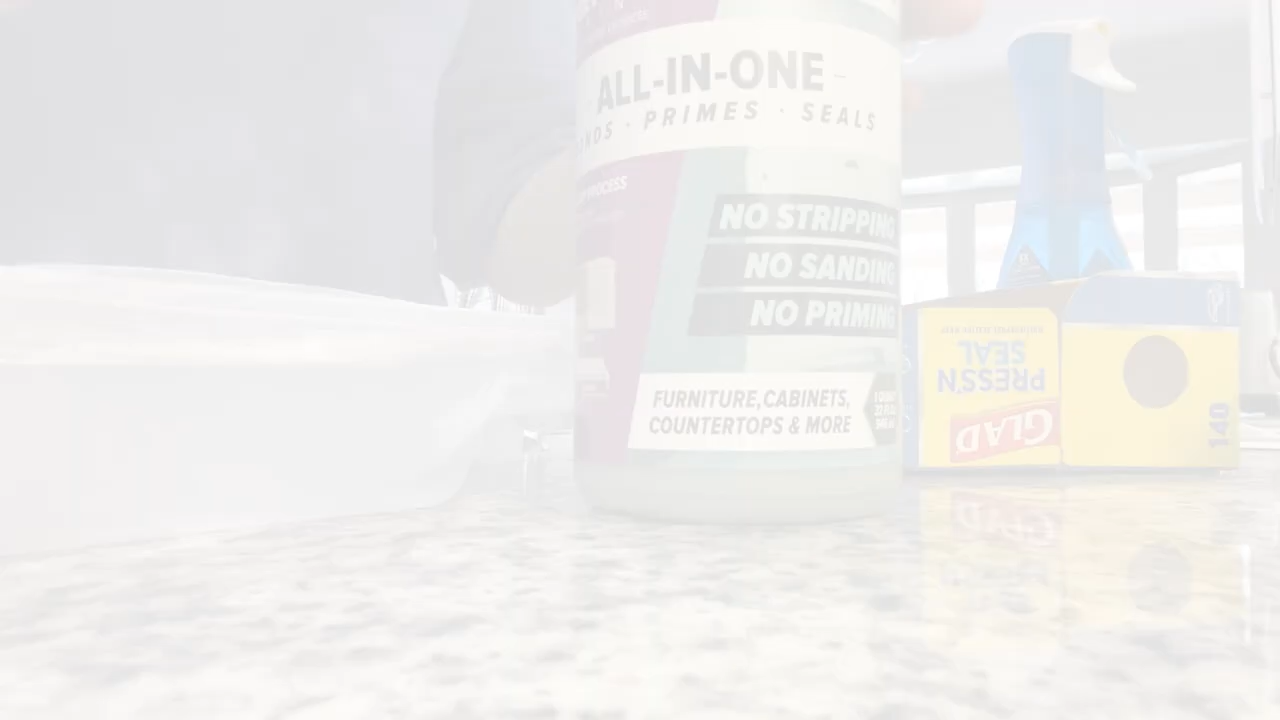 ALL-IN-ONE
· PRIMES · SEALS
PROCESS
NO STRIPPING
NO SANDING
NO PRIMING
FURNITURE, CABINETS,
COUNTERTOPS & MORE
GLAD
PRESS'N
SEAL
140